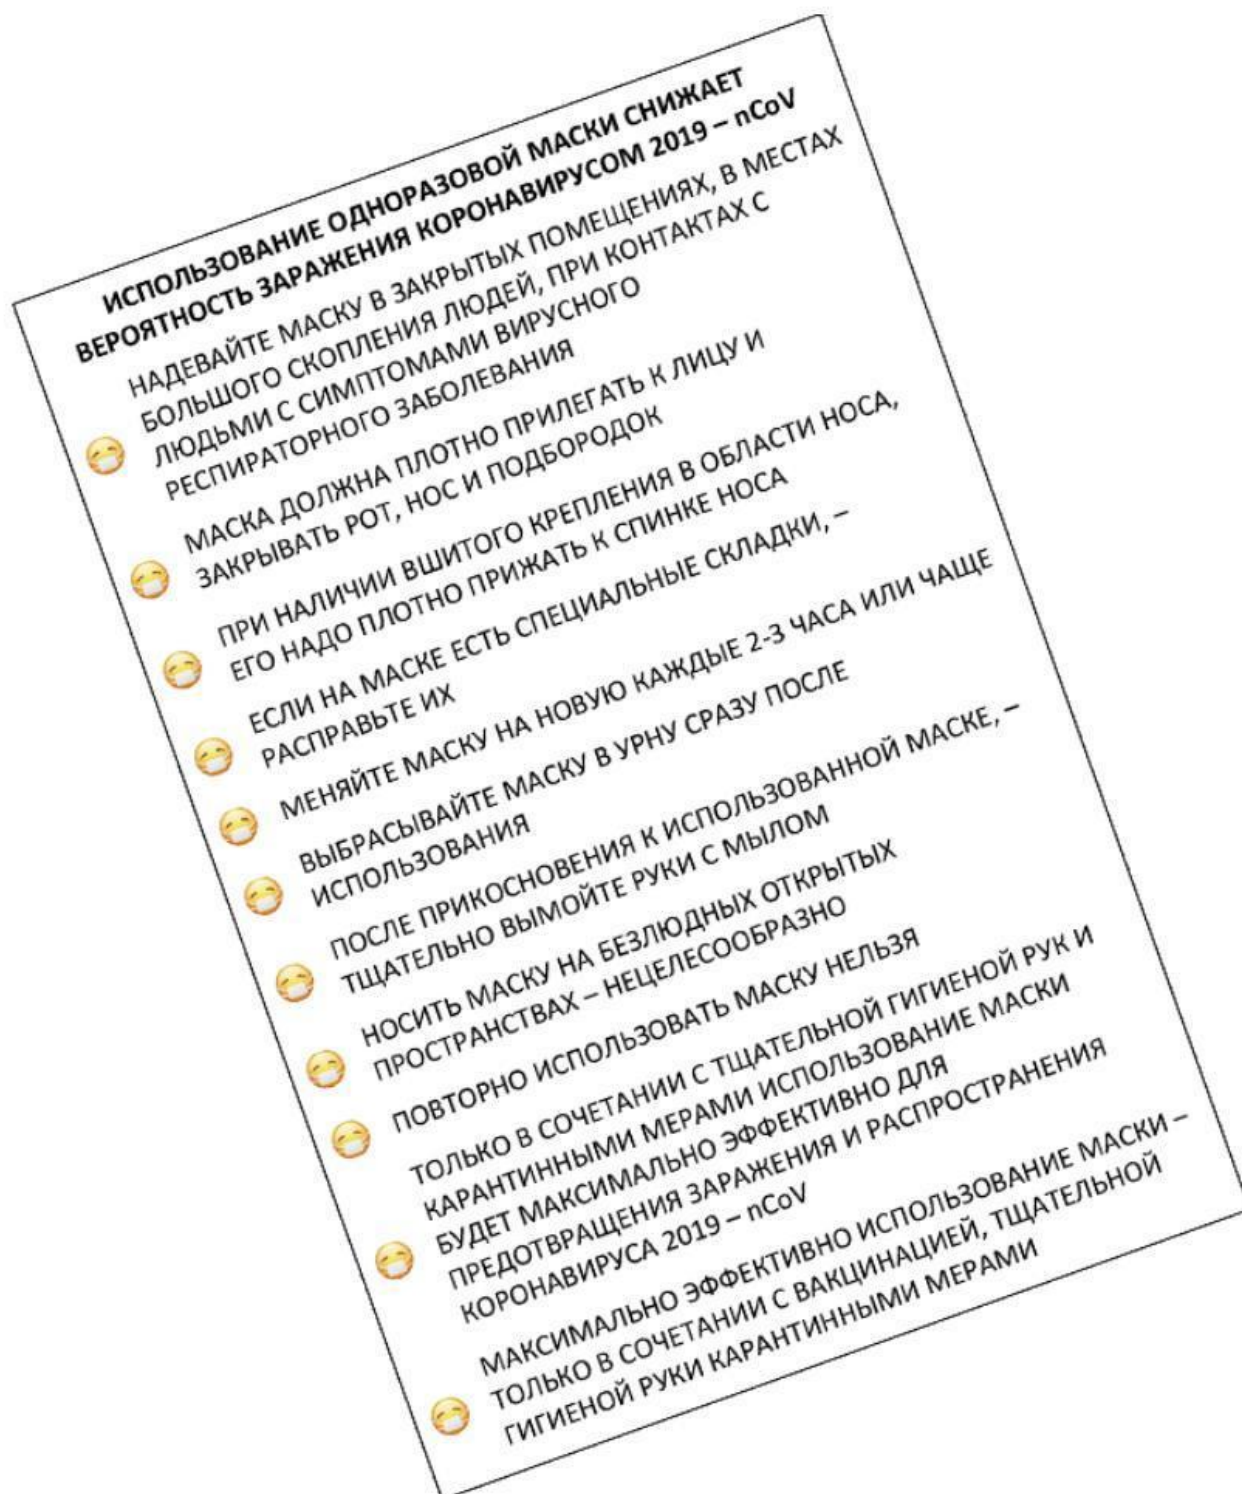 ИСПОЛЬЗОВАНИЕ ОДНОРАЗОВОЙ МАСКИ СНИЖАЕТ
ВЕРОЯТНОСТЬ ЗАРАЖЕНИЯ КОРОНАВИРУСОМ 2019 – nCoV
НАДЕВАЙТЕ МАСКУ В ЗАКРЫТЫХ ПОМЕЩЕНИЯХ, В МЕСТАХ
БОЛЬШОГО СКОПЛЕНИЯ ЛЮДЕЙ, ПРИ КОНТАКТАХ С
ЛЮДЬМИ С СИМПТОМАМИ ВИРУСНОГО
РЕСПИРАТОРНОГО ЗАБОЛЕВАНИЯ
МАСКА ДОЛЖНА ПЛОТНО ПРИЛЕГАТЬ К ЛИЦУ И
ЗАКРЫВАТЬ РОТ, НОС И ПОДБОРОДОК
ПРИ НАЛИЧИИ ВШИТОГО КРЕПЛЕНИЯ В ОБЛАСТИ НОСА,
ЕГО НАДО ПЛОТНО ПРИЖАТЬ К СПИНКЕ НОСА
ЕСЛИ НА МАСКЕ ЕСТЬ СПЕЦИАЛЬНЫЕ СКЛАДКИ, –
РАСПРАВЬТЕ ИХ
МЕНЯЙТЕ МАСКУ НА НОВУЮ КАЖДЫЕ 2-3 ЧАСА ИЛИ ЧАЩЕ
ВЫБРАСЫВАЙТЕ МАСКУ В УРНУ СРАЗУ ПОСЛЕ
ИСПОЛЬЗОВАНИЯ
ПОСЛЕ ПРИКОСНОВЕНИЯ К ИСПОЛЬЗОВАННОЙ МАСКЕ, –
ТЩАТЕЛЬНО ВЫМОЙТЕ РУКИ С МЫЛОМ
НОСИТЬ МАСКУ НА БЕЗЛЮДНЫХ ОТКРЫТЫХ
ПРОСТРАНСТВАХ – НЕЦЕЛЕСООБРАЗНО
ПОВТОРНО ИСПОЛЬЗОВАТЬ МАСКУ НЕЛЬЗЯ
ТОЛЬКО В СОЧЕТАНИИ С ТЩАТЕЛЬНОЙ ГИГИЕНОЙ РУК И
КАРАНТИННЫМИ МЕРАМИ ИСПОЛЬЗОВАНИЕ МАСКИ
БУДЕТ МАКСИМАЛЬНО ЭФФЕКТИВНО ДЛЯ
ПРЕДОТВРАЩЕНИЯ ЗАРАЖЕНИЯ И РАСПРОСТРАНЕНИЯ
КОРОНАВИРУСА 2019 – nCoV
МАКСИМАЛЬНО ЭФФЕКТИВНО ИСПОЛЬЗОВАНИЕ МАСКИ –
ТОЛЬКО В СОЧЕТАНИИ С ВАКЦИНАЦИЕЙ, ТЩАТЕЛЬНОЙ
ГИГИЕНОЙ РУКИ КАРАНТИННЫМИ МЕРАМИ